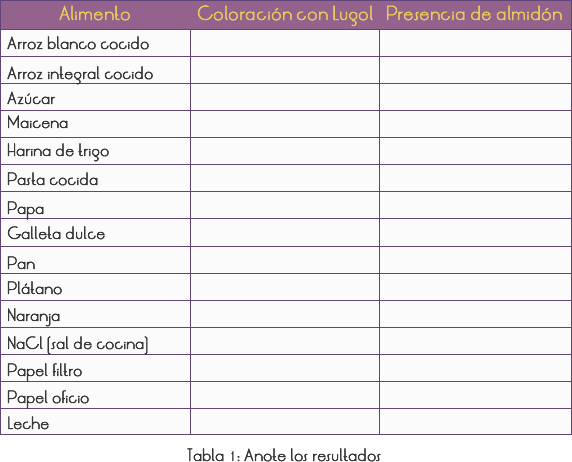 Alimento Coloración con Lugol Presencia de almidón
Arroz blanco cocido
Arroz integral cocido
Azúcar
Maicena
Harina de trigo
Pasta cocida
Papa
Galleta dulce
Pan
Plátano
Naranja
NaCl (sal de cocina)
Papel filtro
Papel oficio
Leche
Tabla 1: Anote los resultados